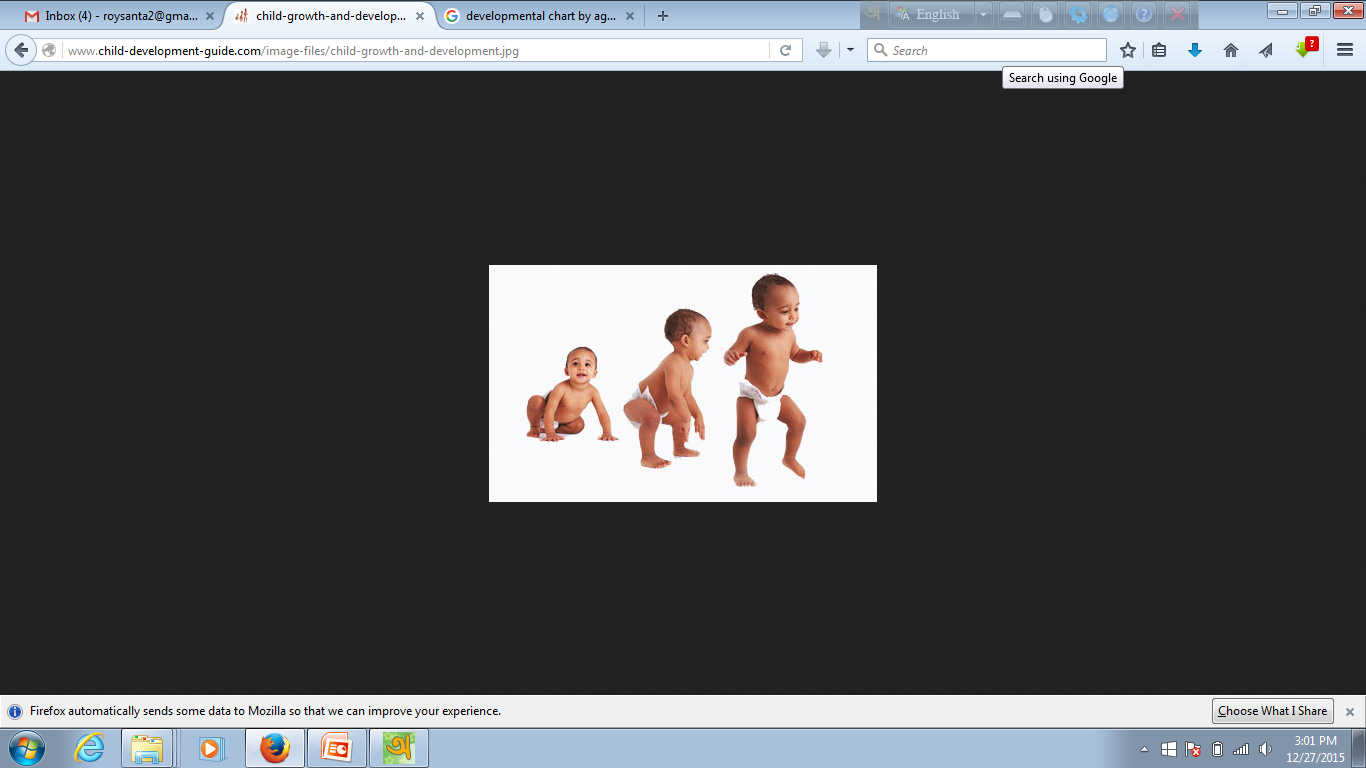 Inbox (4) - roysanta2@gma...
child-growth-and-develop...
developmental chart by ag...
অ
English
www.child-development-guide.com/image-files/child-growth-and-development.jpg
Search
?
Search using Google
Firefox automatically sends some data to Mozilla so that we can improve your experience.
Choose What I Share
অ
3:01 PM
12/27/2015